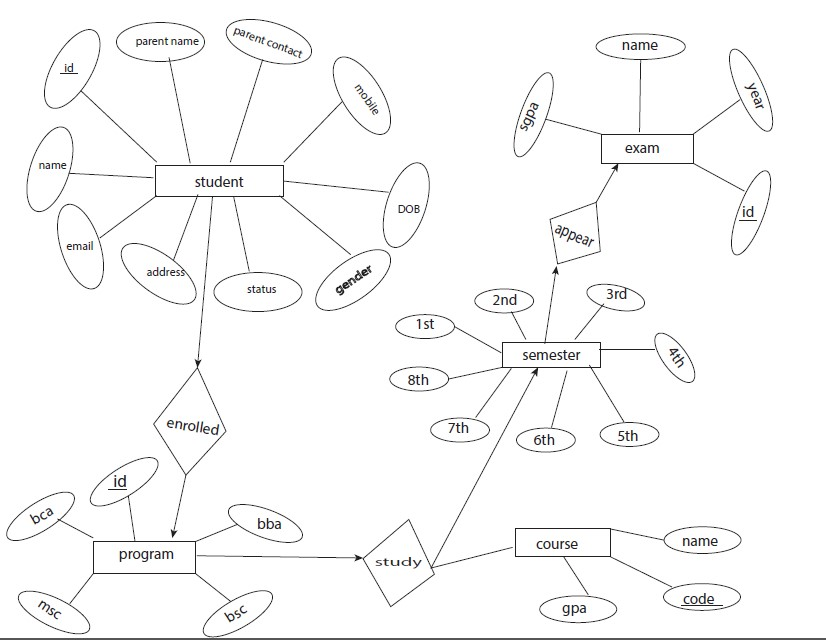 parent name
parent contact
id
mobile
name
student
DOB
email
address
status
gender
name
sgpa
year
exam
id
appear
2nd
3rd
1st
semester
4th
8th
7th
6th
5th
enrolled
id
bca
bba
program
msc
bsc
study
course
name
code
gpa